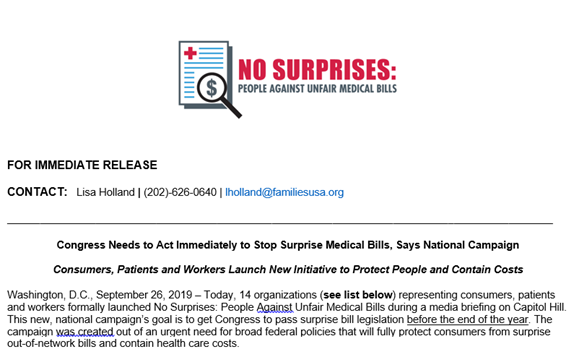 NO SURPRISES:
PEOPLE AGAINST UNFAIR MEDICAL BILLS
$
FOR IMMEDIATE RELEASE
CONTACT: Lisa Holland | (202)-626-0640 | lholland@familiesusa.org
Congress Needs to Act Immediately to Stop Surprise Medical Bills, Says National Campaign
Consumers, Patients and Workers Launch New Initiative to Protect People and Contain Costs
Washington, D.C., September 26, 2019 – Today, 14 organizations (see list below) representing consumers, patients
and workers formally launched No Surprises: People Against Unfair Medical Bills during a media briefing on Capitol Hill.
This new, national campaign's goal is to get Congress to pass surprise bill legislation before the end of the year. The
campaign was created out of an urgent need for broad federal policies that will fully protect consumers from surprise
out-of-network bills and contain health care costs.